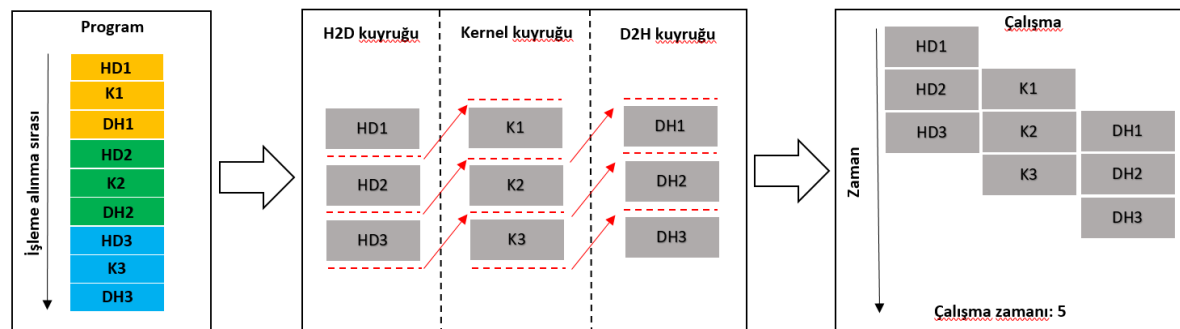 Program
İşleme alınma sırası
HD1
K1
DH1
HD2
K2
DH2
HD3
K3
DH3
H2D kuyruğu
Kernel kuyruğu
D2H kuyruğu
HD1
K1
DH1
HD2
K2
DH2
HD3
K3
DH3
Çalışma
Zaman
HD1
HD2
K1
HD3
K2
DH1
K3
DH2
DH3
Çalışma zamanı: 5